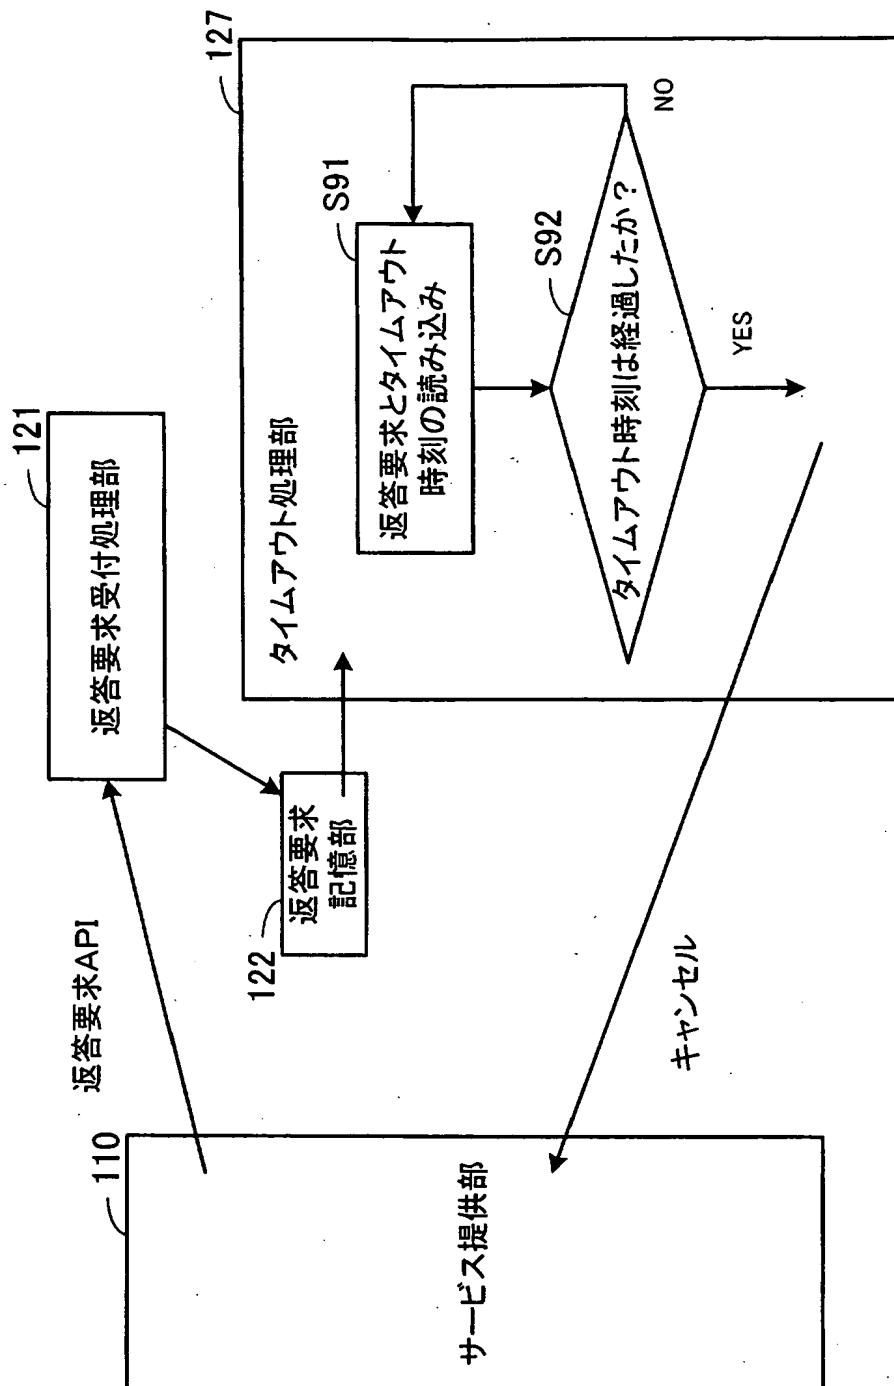 110
サービス提供部
返答要求API
121
返答要求受付処理部
122
返答要求
記憶部
127
タイムアウト処理部
S91
返答要求とタイムアウト
時刻の読み込み
S92
タイムアウト時刻は経過したか？
NO
YES
キャンセル